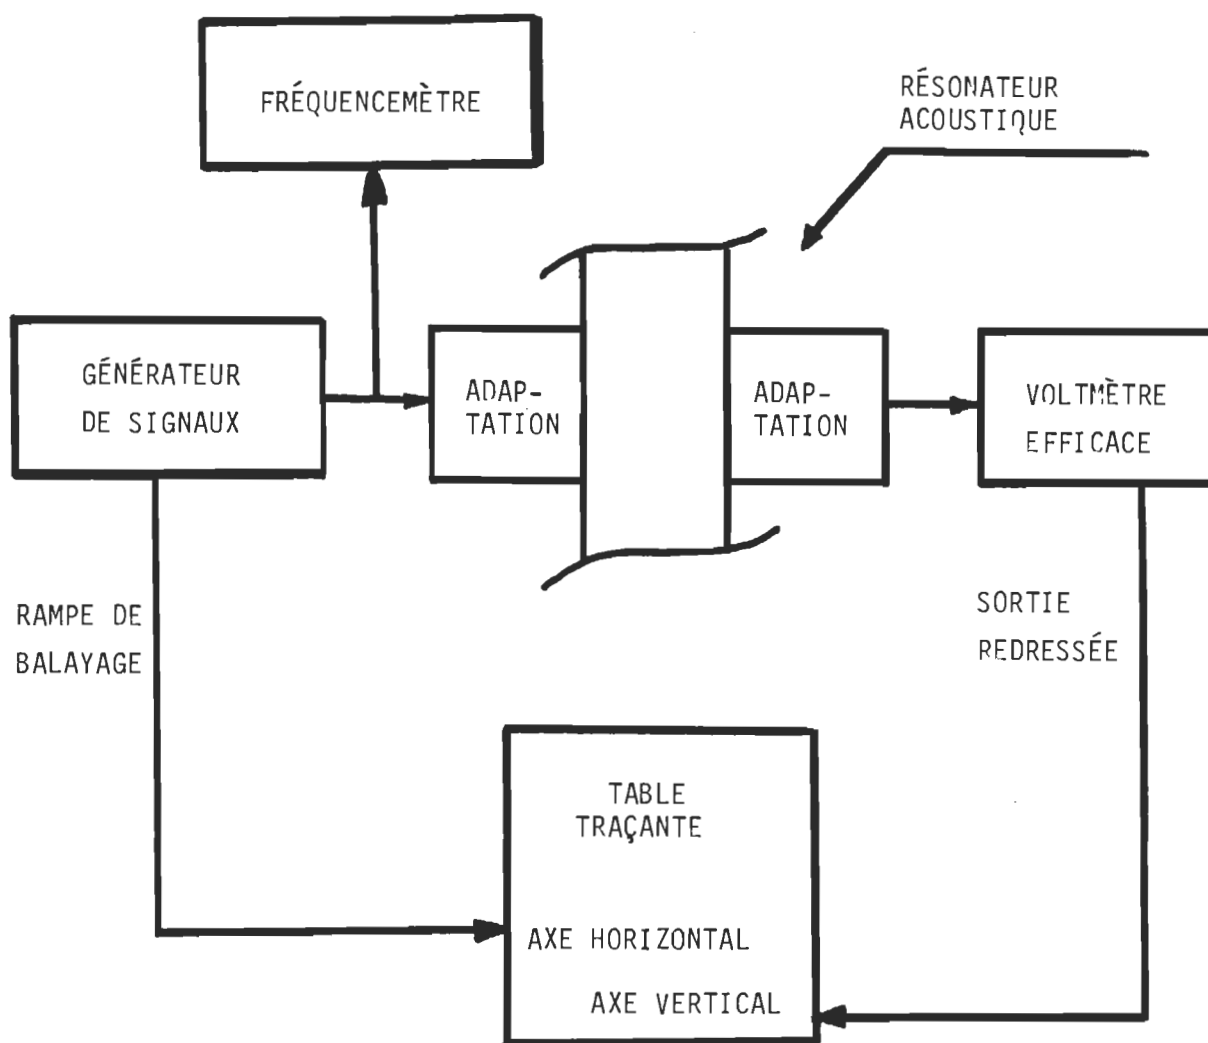 FRÉQUENCEMÈTRE
RÉSONATEUR
ACOUSTIQUE
GÉNÉRATEUR
DE SIGNAUX
ADAP-
TATION
ADAP-
TATION
VOLTMÈTRE
EFFICACE
RAMPE DE
BALAYAGE
SORTIE
REDRESSÉE
TABLE
TRAÇANTE
AXE HORIZONTAL
AXE VERTICAL